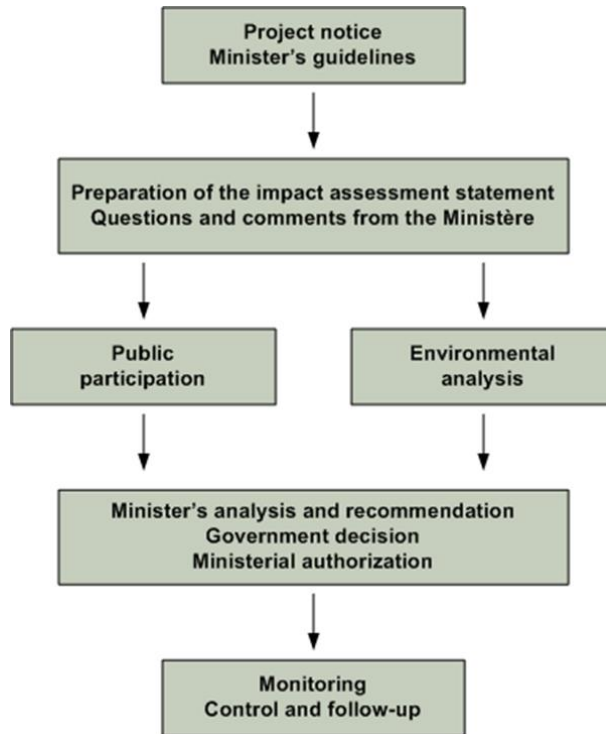 Project notice
Minister's guidelines
Preparation of the impact assessment statement
Questions and comments from the Ministère
Public
participation
Environmental
analysis
Minister's analysis and recommendation
Government decision
Ministerial authorization
Monitoring
Control and follow-up